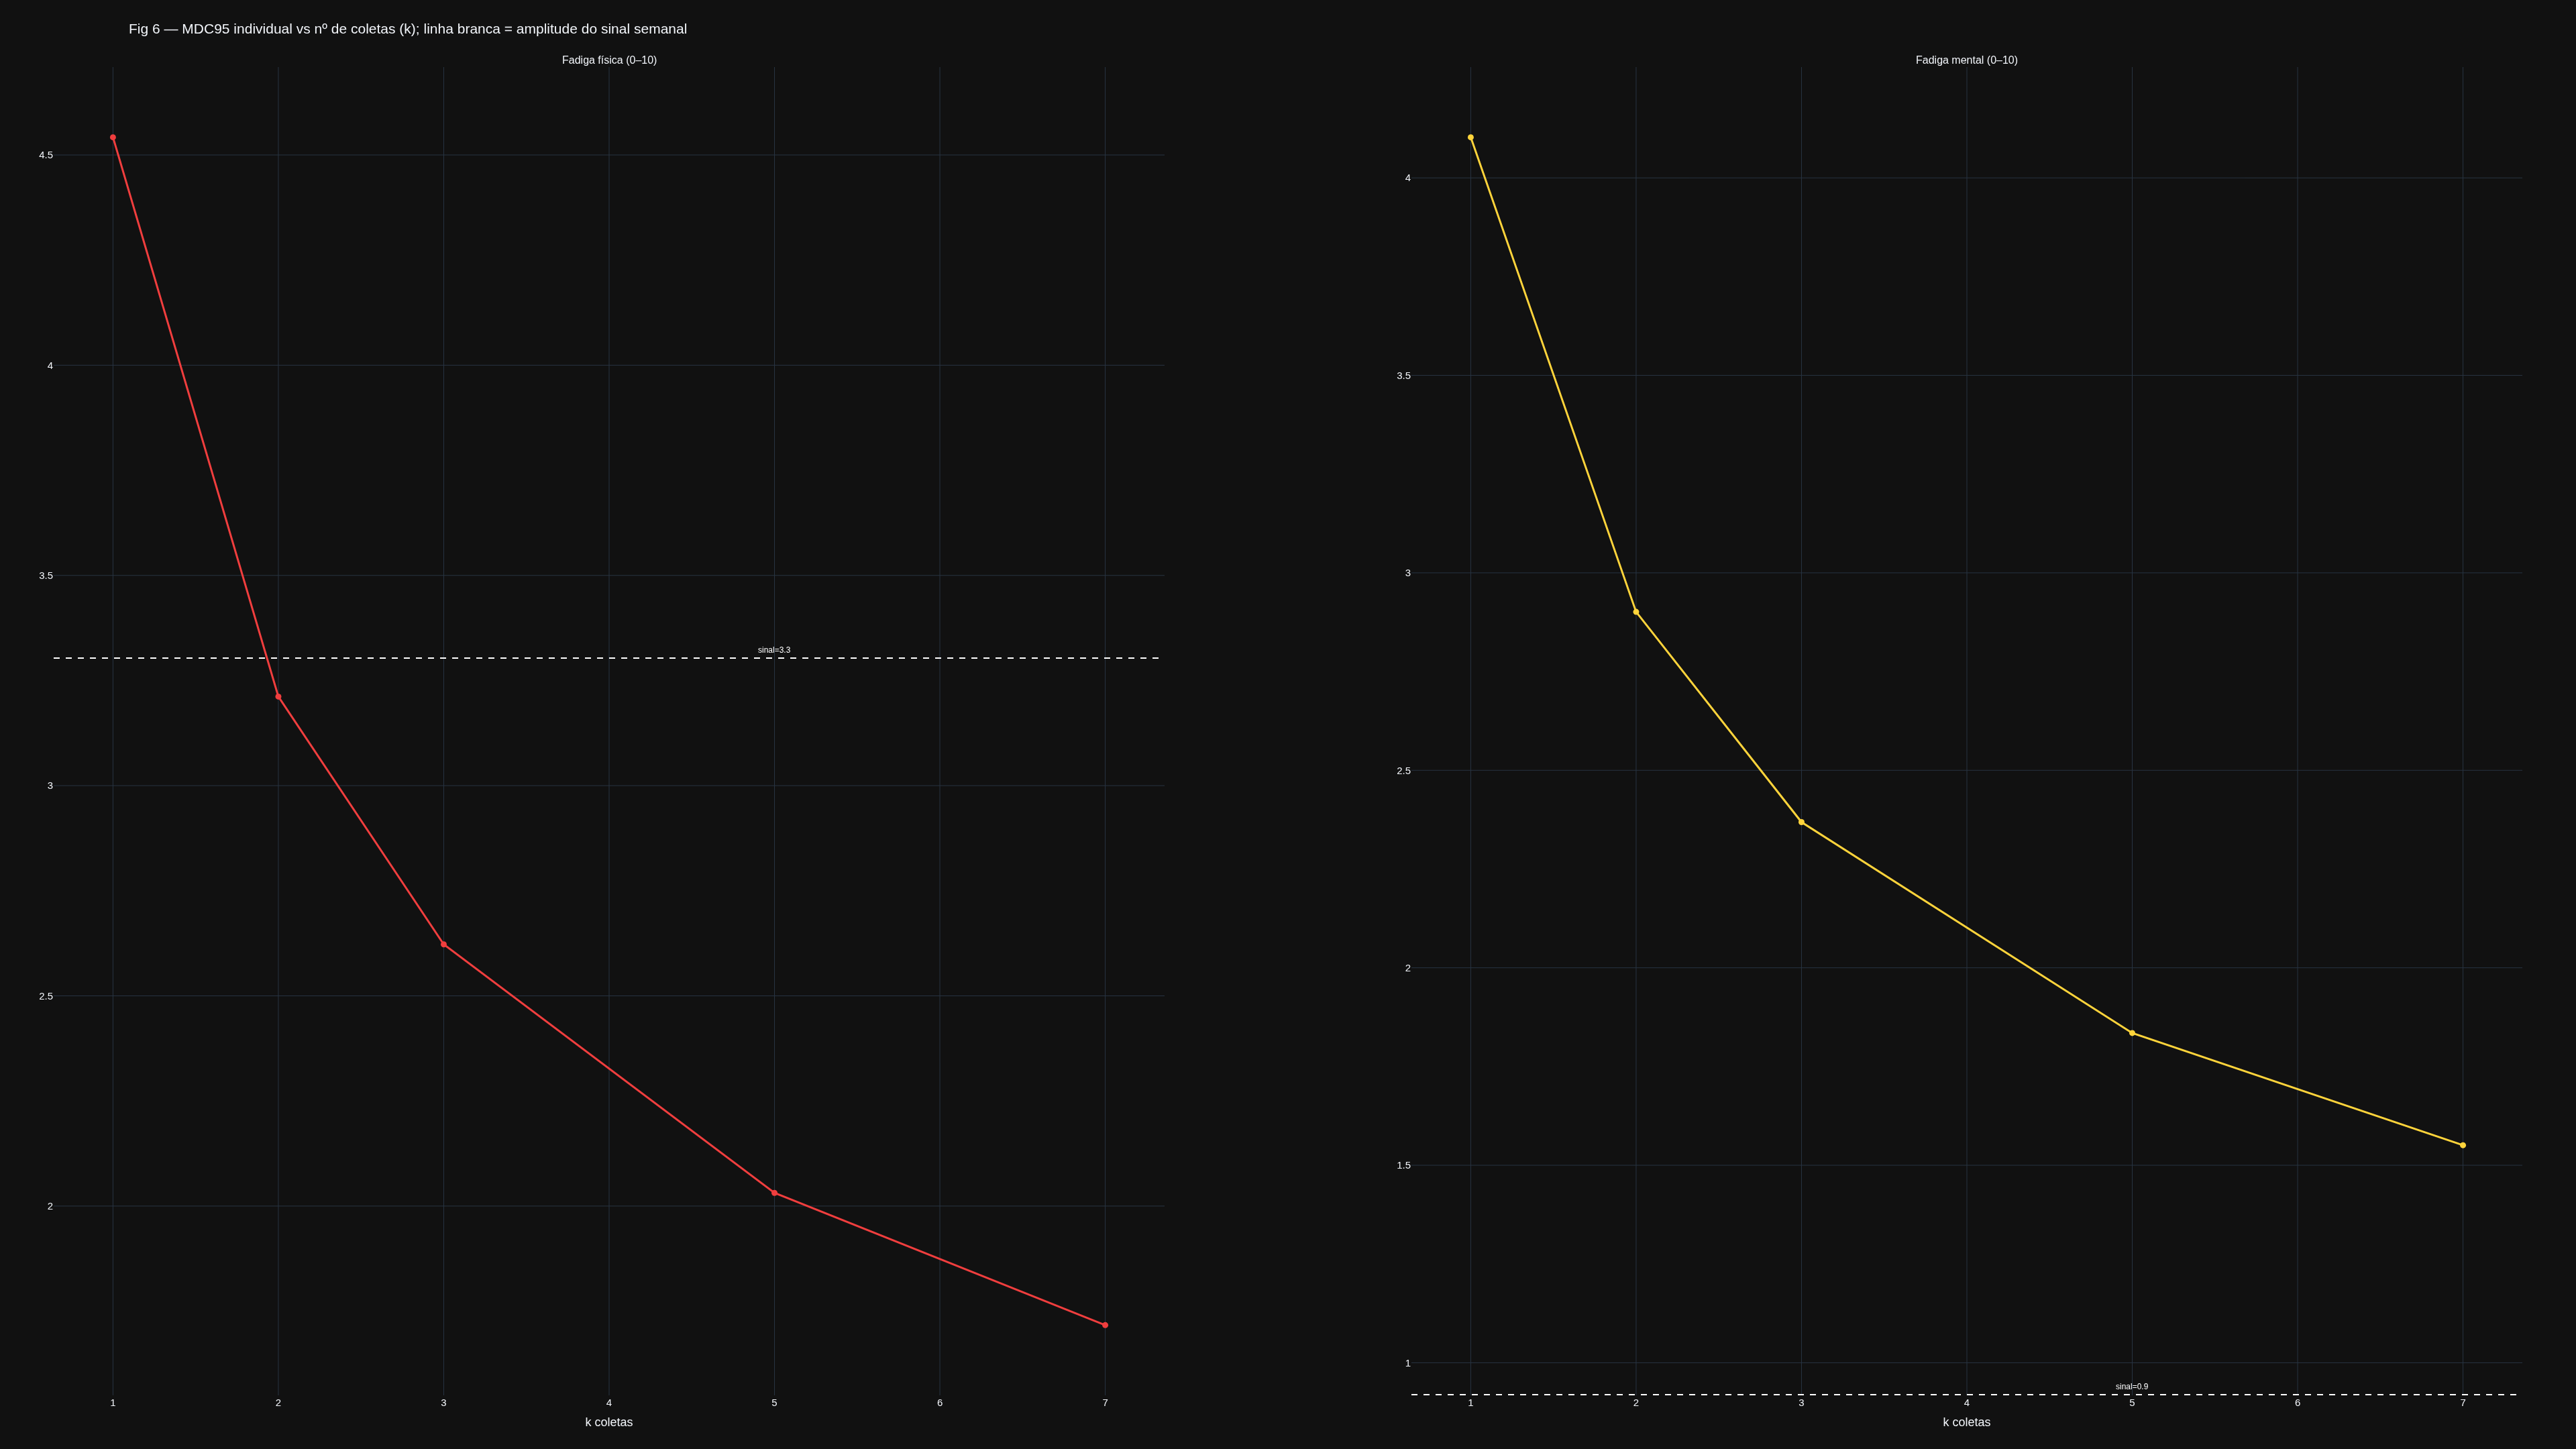 Fig 6 — MDC95 individual vs nº de coletas (k); linha branca = amplitude do sinal semanal
Fadiga física (0–10)
4.5
4
3.5
3
2.5
2
sinal=3.3
1 2 3 4 5 6 7
k coletas
Fadiga mental (0–10)
4
3.5
3
2.5
2
1.5
1
sinal=0.9
1 2 3 4 5 6 7
k coletas